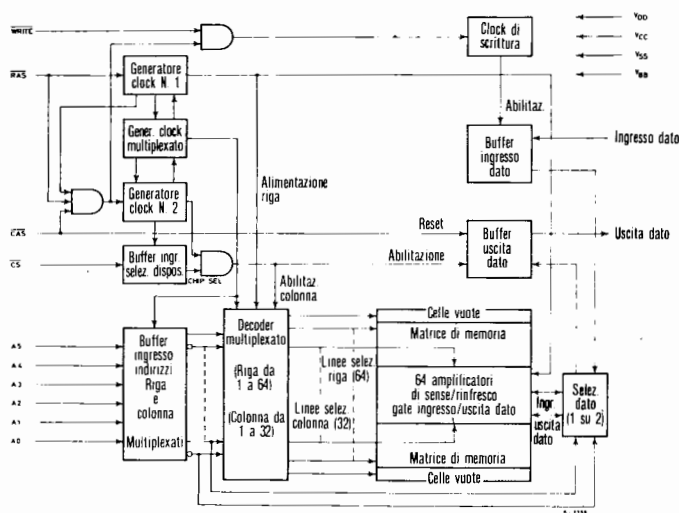 WRITE
RAS
CAS
CS
A5
A4
A3
A2
A1
A0
Generatore
clock N. 1
Gener. clock
multiplexato
Generatore
clock N. 2
Buffer ingr.
selez. dispos.
CHIP SEL
Buffer
ingresso
indirizzi
Riga
e
colonna
Multiplexati
Alimentazione
riga
Abilitaz.
colonna
Decoder
multiplexato
(Riga da
1 a 64)
(Colonna da
1 a 32)
Linee selez.
riga (64)
Linee selez.
colonna (32)
Clock di
scrittura
Abilitaz.
Buffer
ingresso
dato
Reset
Abilitazione
Buffer
uscita
dato
VDD
VCC
VSS
VBB
Ingresso dato
Uscita dato
Celle vuote
Matrice di memoria
64 amplificatori
di sense/rinfresco
gate ingresso/uscita dato
Matrice di memoria
Celle vuote
Ingr.
uscita
dato
Selez.
dato
(1 su 2)